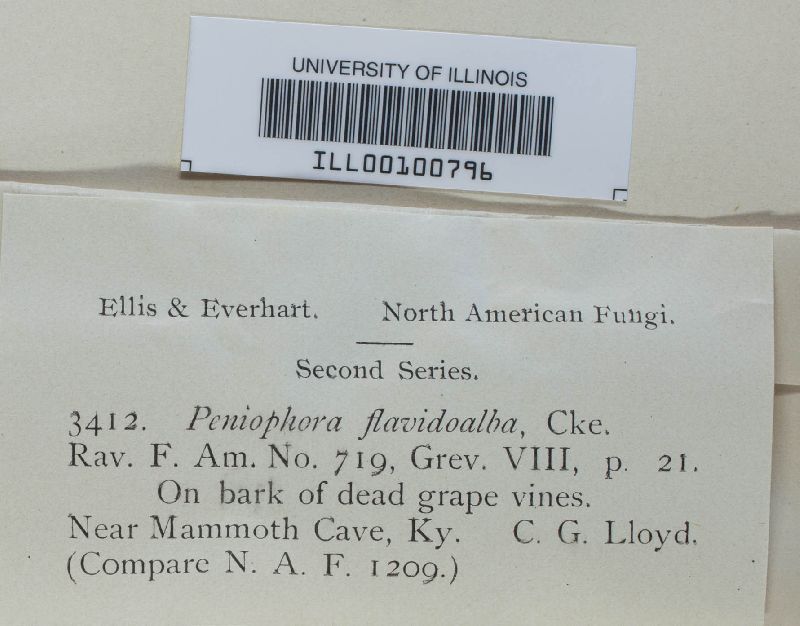 UNIVERSITY OF ILLINOIS
ILL00100796
Ellis & Everhart. North American Fungi.
Second Series.
3412. Peniophora flavidoalba, Cke.
Rav. F. Am. No. 719, Grev. VIII, p. 21.
On bark of dead grape vines.
Near Mammoth Cave, Ky. C. G. Lloyd.
(Compare N. A. F. 1209.)